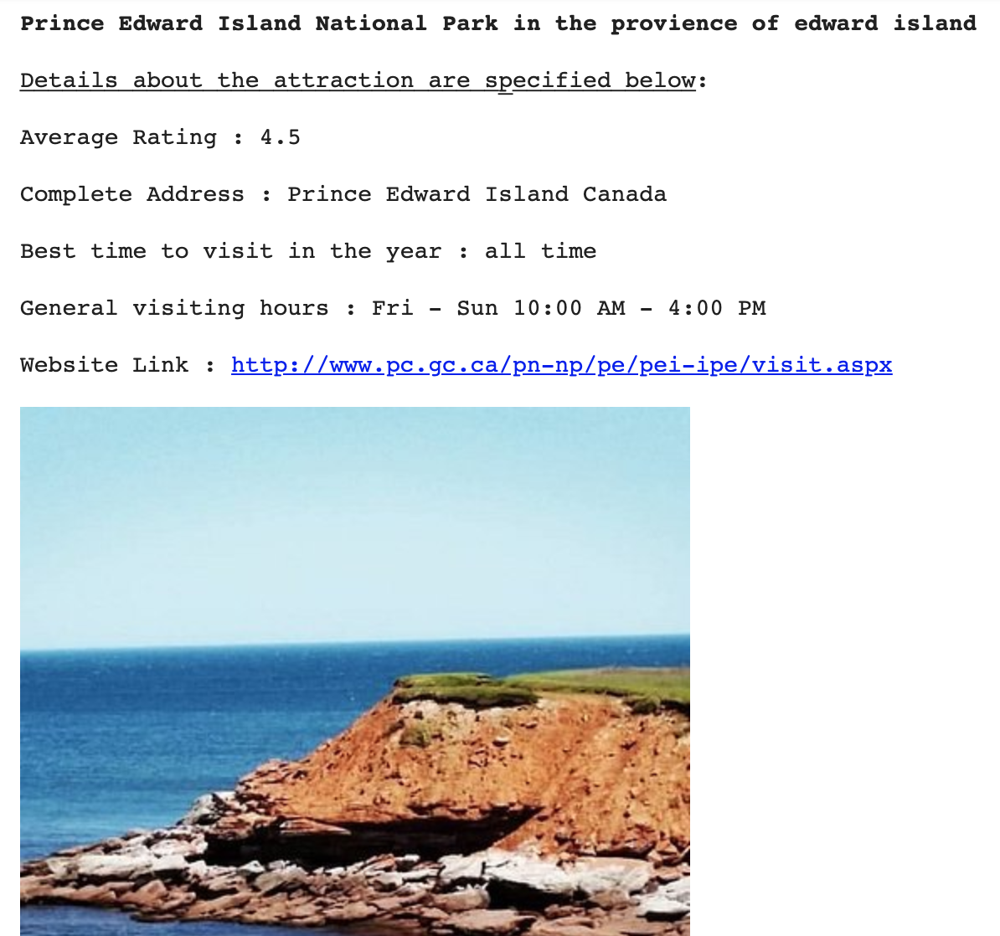 Prince Edward Island National Park in the provience of edward island
Details about the attraction are specified below:
Average Rating : 4.5
Complete Address : Prince Edward Island Canada
Best time to visit in the year : all time
General visiting hours : Fri – Sun 10:00 AM – 4:00 PM
Website Link : http://www.pc.gc.ca/pn-np/pe/pei-ipe/visit.aspx